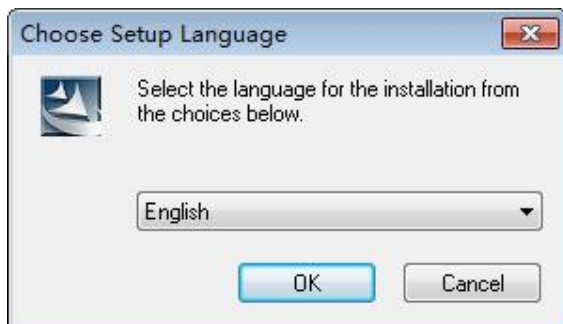 Choose Setup Language
Select the language for the installation from
the choices below.
English
OK
Cancel